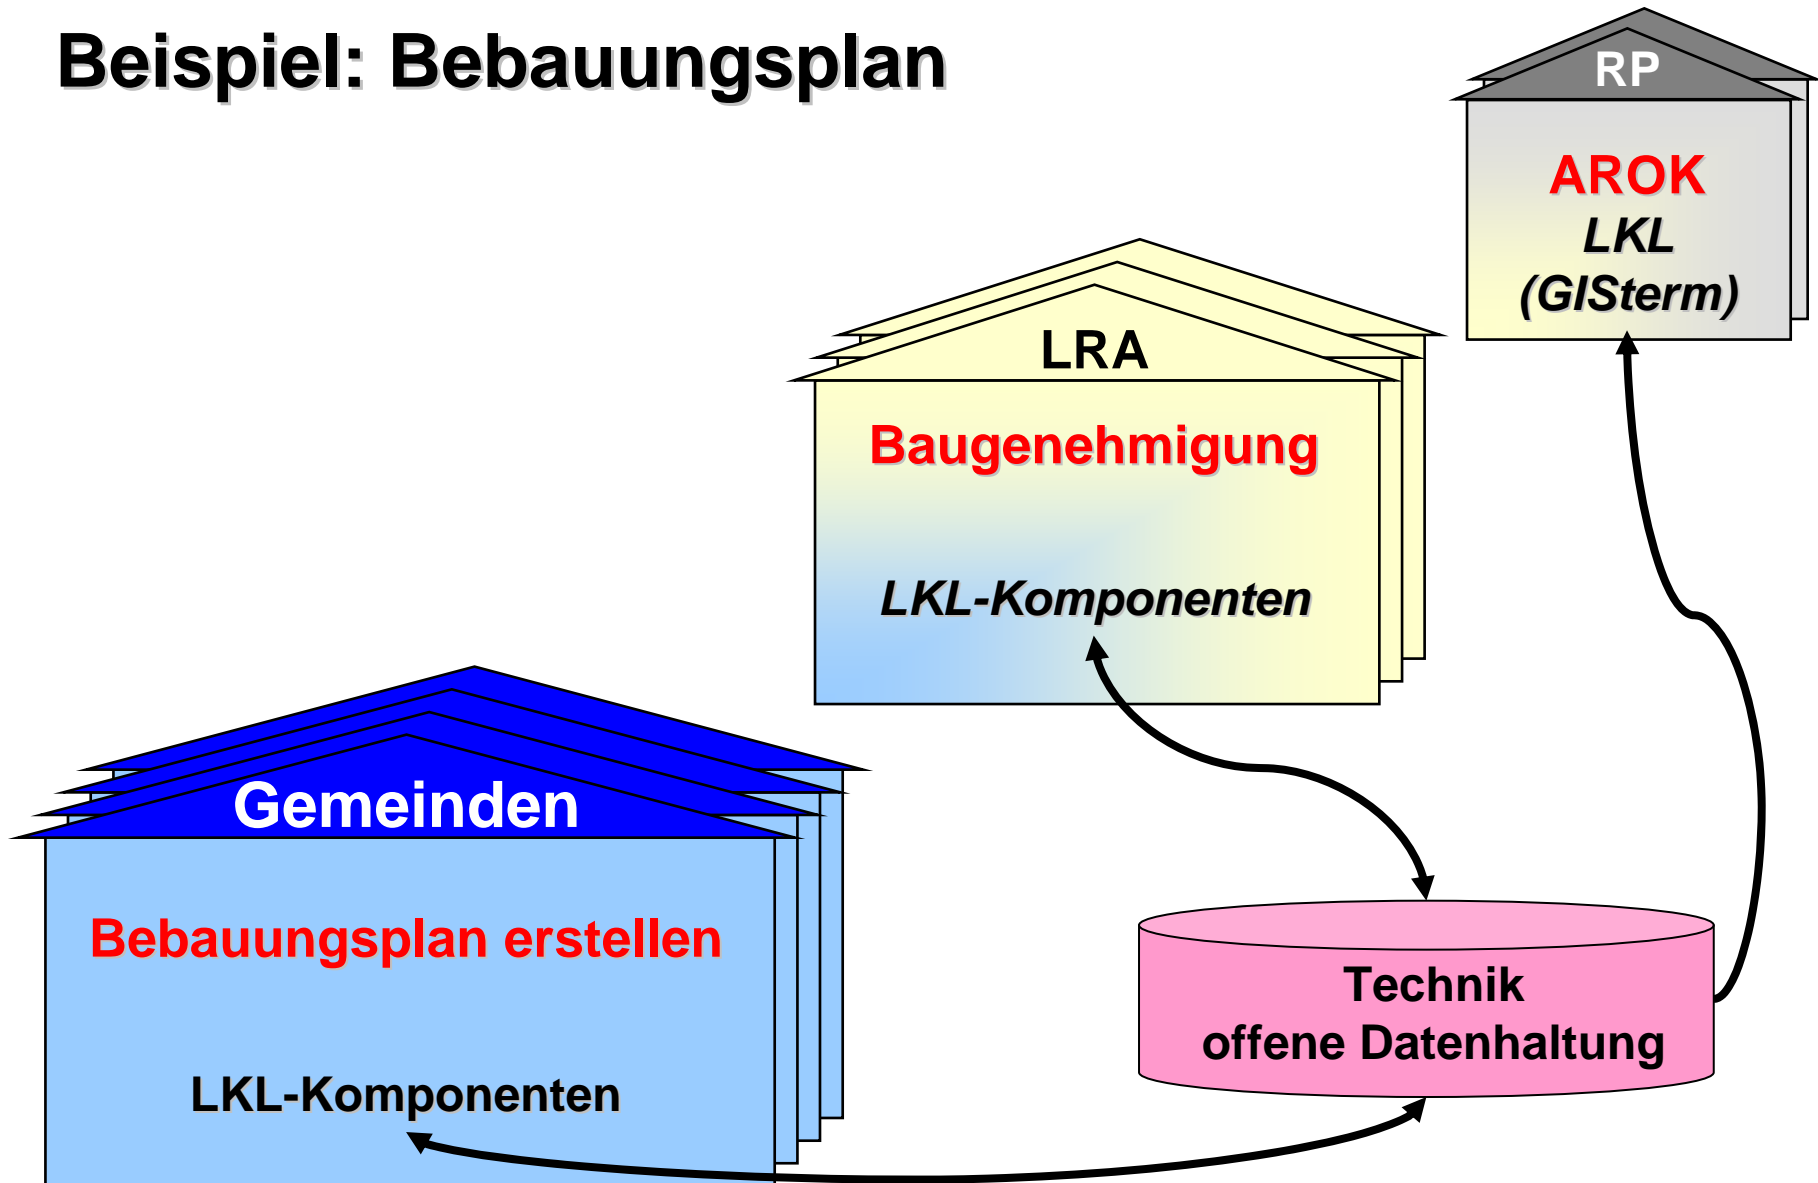 Beispiel: Bebauungsplan
RP
AROK
LKL
(GISterm)
LRA
Baugenehmigung
LKL-Komponenten
Gemeinden
Bebauungsplan erstellen
LKL-Komponenten
Technik
offene Datenhaltung